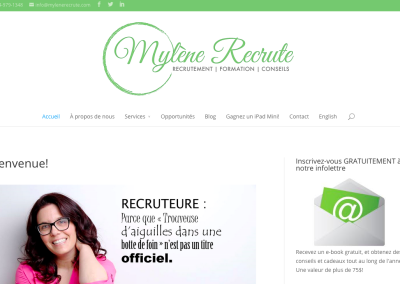 info@mylenerecrute.com
Mylène Recrute
RECRUTEMENT | FORMATION | CONSEILS
Accueil À propos de nous Services Opportunités Blog Gagnez un iPad Mini! Contact English
envenue!
RECRUTEURE :
Parce que « Trouveuse
d'aiguilles dans une
botte de foin » n'est pas un titre
officiel.
Inscrivez-vous GRATUITEMENT à
notre infolettre
@
Recevez un e-book gratuit, et obtenez des
conseils et cadeaux tout au long de l'anné
Une valeur de plus de 75$!